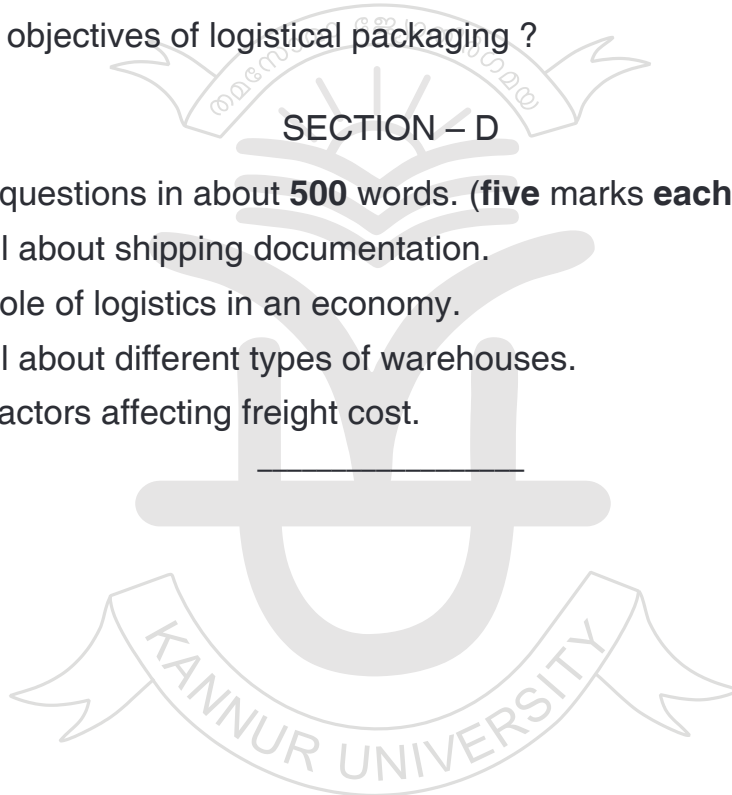 objectives of logistical packaging ?
SECTION – D
questions in about 500 words. (five marks each
l about shipping documentation.
ole of logistics in an economy.
l about different types of warehouses.
actors affecting freight cost.
KANNUR UNIVERSITY